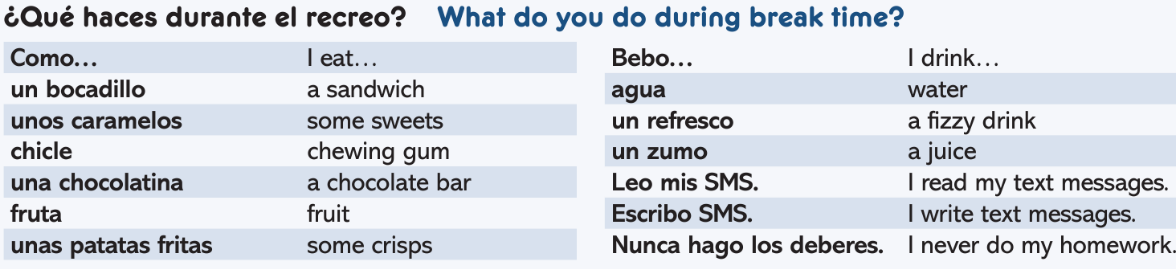 ¿Qué haces durante el recreo? What do you do during break time?
Como… I eat…
un bocadillo a sandwich
unos caramelos some sweets
chicle chewing gum
una chocolatina a chocolate bar
fruta fruit
unas patatas fritas some crisps
Bebo… I drink…
agua water
un refresco a fizzy drink
un zumo a juice
Leo mis SMS. I read my text messages.
Escribo SMS. I write text messages.
Nunca hago los deberes. I never do my homework.